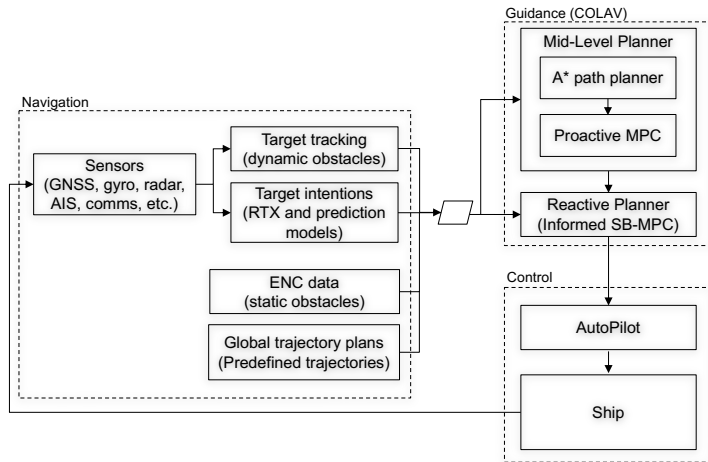 Guidance (COLAV)
Mid-Level Planner
A* path planner
Proactive MPC
Reactive Planner
(Informed SB-MPC)
Navigation
Sensors
(GNSS, gyro, radar,
AIS, comms, etc.)
Target tracking
(dynamic obstacles)
Target intentions
(RTX and prediction
models)
ENC data
(static obstacles)
Global trajectory plans
(Predefined trajectories)
Control
AutoPilot
Ship